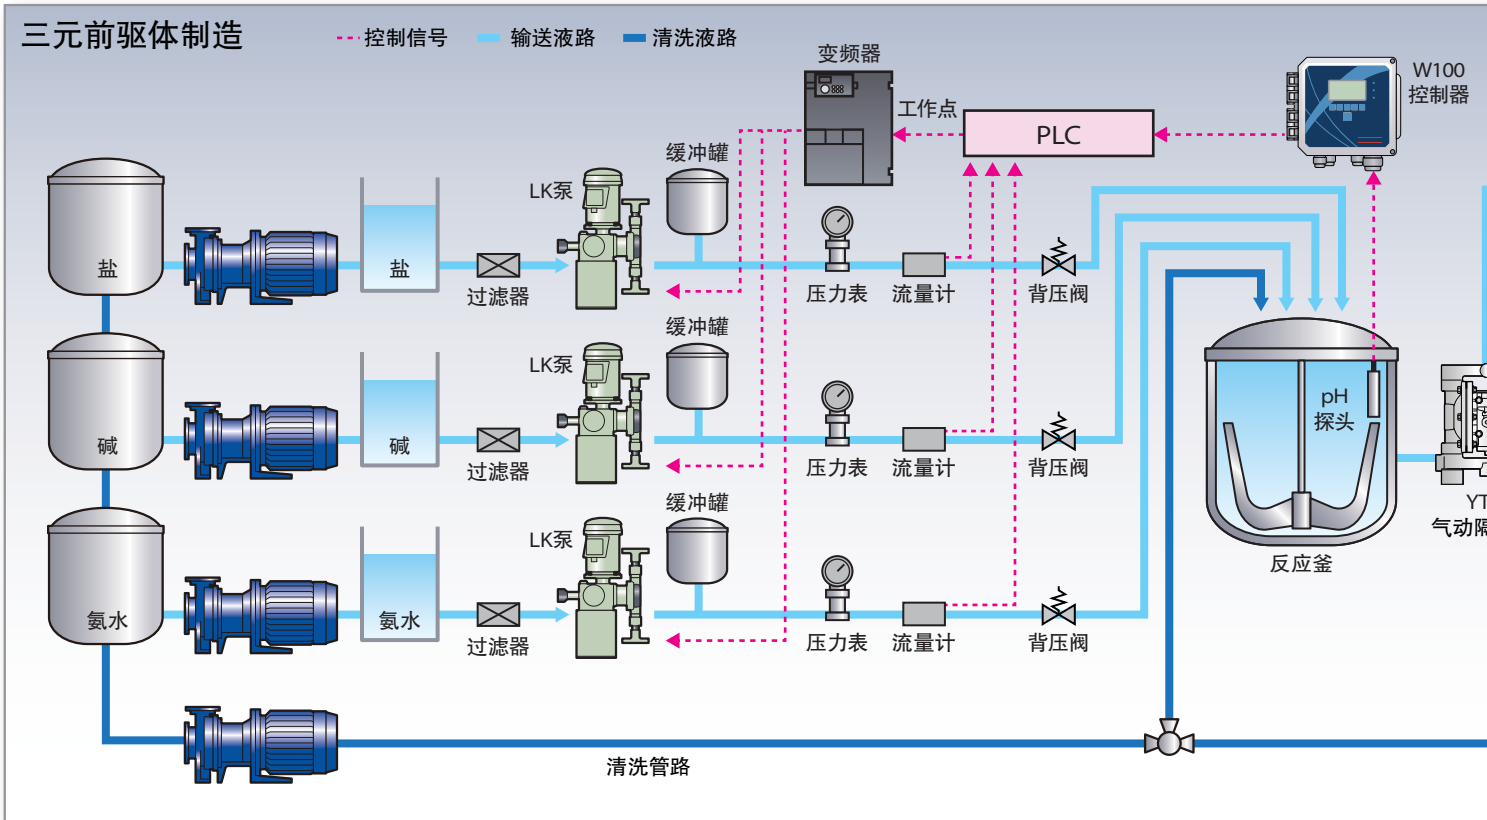 三元前驱体制造
控制信号
输送液路
清洗液路
变频器
888
工作点
PLC
W100
控制器
盐
盐
过滤器
LK泵
缓冲罐
压力表
流量计
背压阀
碱
碱
过滤器
LK泵
缓冲罐
压力表
流量计
背压阀
pH
探头
反应釜
YT
气动隔
氨水
氨水
过滤器
LK泵
缓冲罐
压力表
流量计
背压阀
清洗管路